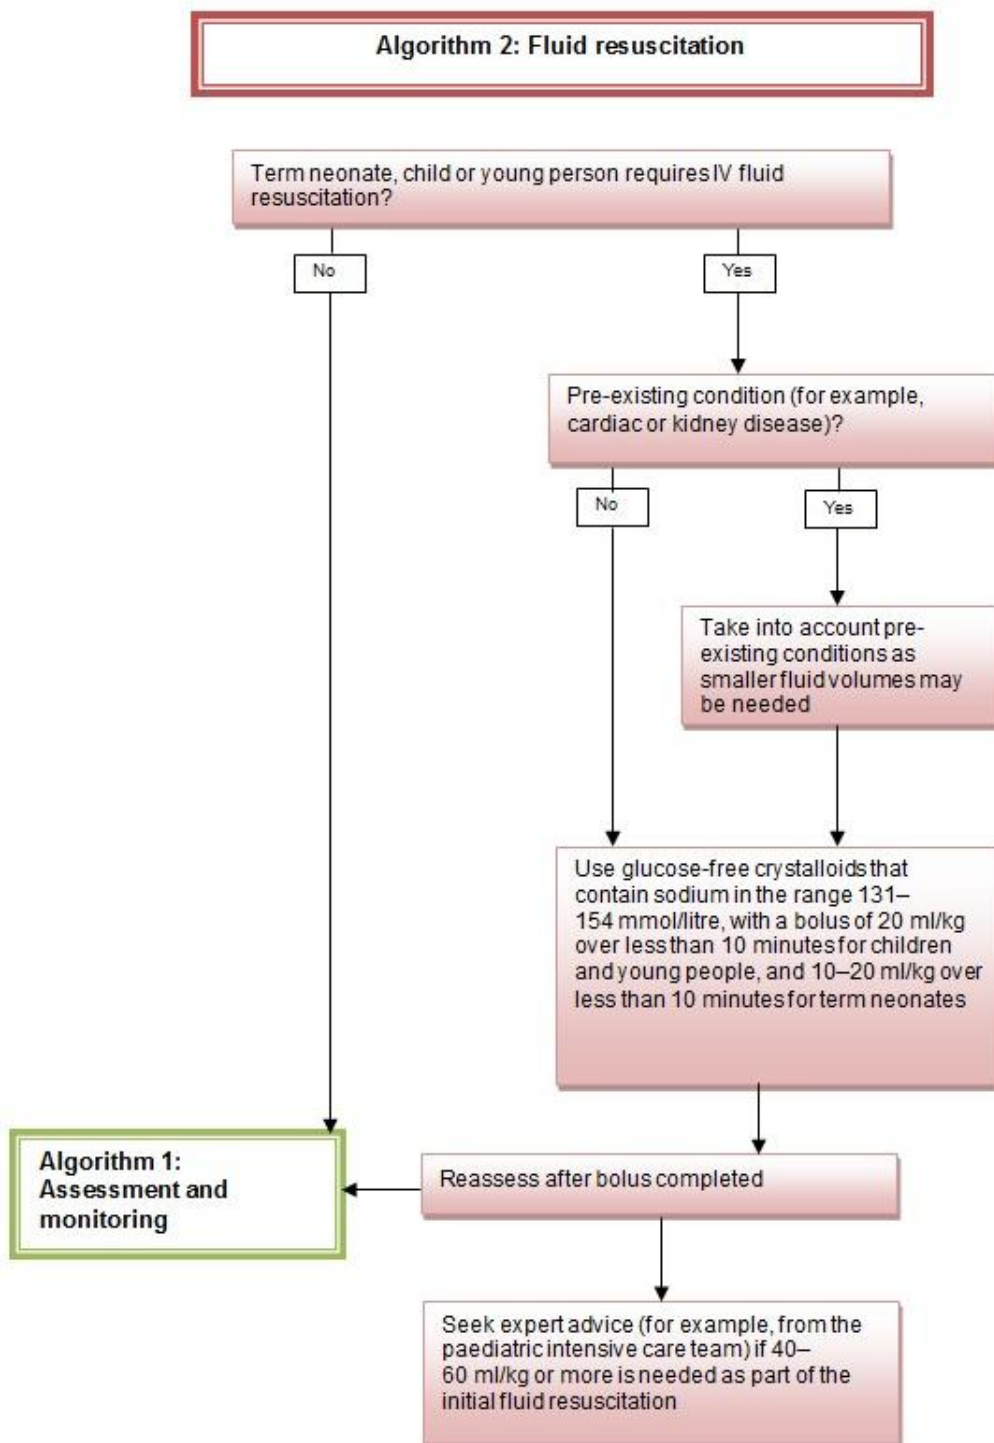 Algorithm 2: Fluid resuscitation
Term neonate, child or young person requires IV fluid
resuscitation?
No
Yes
Pre-existing condition (for example,
cardiac or kidney disease)?
No
Yes
Take into account pre-
existing conditions as
smaller fluid volumes may
be needed
Use glucose-free crystalloids that
contain sodium in the range 131–
154 mmol/litre, with a bolus of 20 ml/kg
over less than 10 minutes for children
and young people, and 10–20 ml/kg over
less than 10 minutes for term neonates
Algorithm 1:
Assessment and
monitoring
Reassess after bolus completed
Seek expert advice (for example, from the
paediatric intensive care team) if 40–
60 ml/kg or more is needed as part of the
initial fluid resuscitation